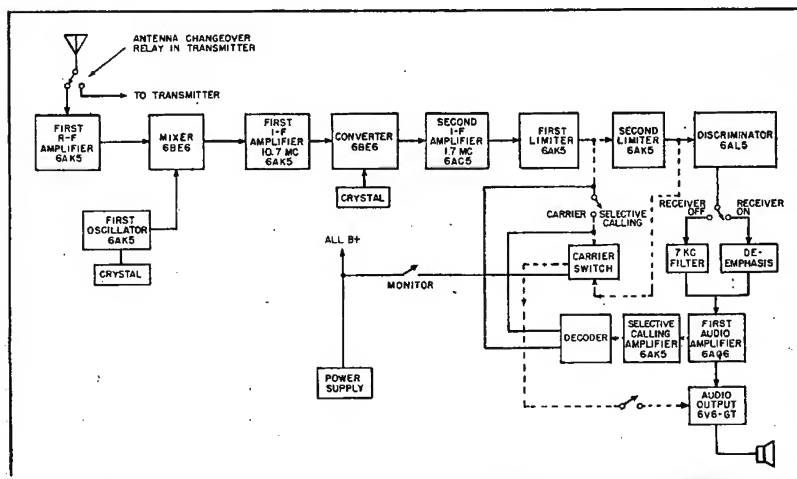 ANTENNA CHANGEOVER
RELAY IN TRANSMITTER
TO TRANSMITTER
FIRST
R-F
AMPLIFIER
6AK5
MIXER
6BE6
FIRST
I-F
AMPLIFIER
10.7 MC
6AK5
CONVERTER
6BE6
SECOND
I-F
AMPLIFIER
1.7 MC
6AC5
FIRST
LIMITER
6AK5
SECOND
LIMITER
6AK5
DISCRIMINATOR
6AL5
FIRST
OSCILLATOR
6AK5
CRYSTAL
CRYSTAL
CARRIER
SELECTIVE
CALLING
RECEIVER
OFF
RECEIVER
ON
ALL B+
CARRIER
SWITCH
7 KC
FILTER
DE-
EMPHASIS
MONITOR
DECODER
SELECTIVE
CALLING
AMPLIFIER
6AK5
FIRST
AUDIO
AMPLIFIER
6AQ6
POWER
SUPPLY
AUDIO
OUTPUT
6V6-GT